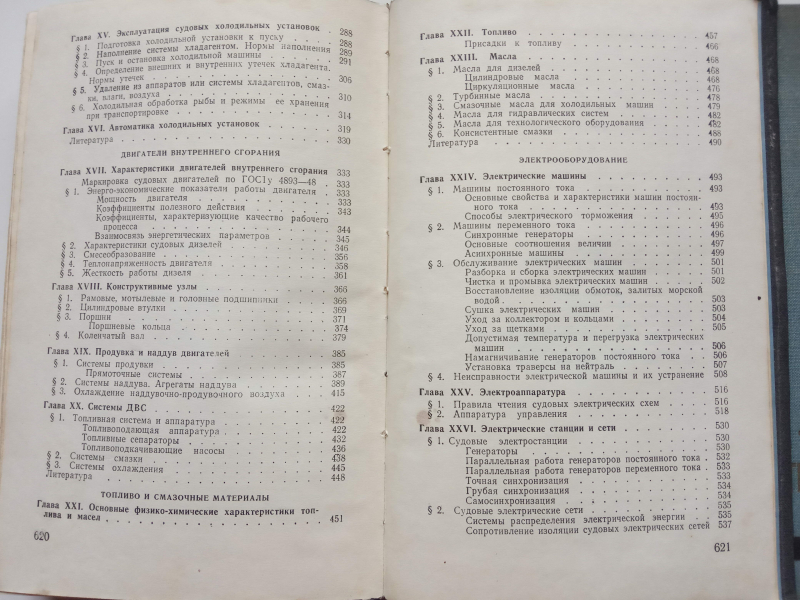 Глава XV. Эксплуатация судовых холодильных установок . 288
§ 1. Подготовка холодильной установки к пуску . . . . 288
§ 2. Наполнение системы хладагентом. Нормы наполнения 289
§ 3. Пуск и остановка холодильной машины . . . . 291
§ 4. Определение внешних и внутренних утечек хладагента.
Нормы утечек . . . . 306
§ 5. Удаление из аппаратов или системы хладагентов, смаз-
ки, влаги, воздуха . . . . 310
§ 6. Холодильная обработка рыбы и режимы ее хранения
при транспортировке . . . . 314
Глава XVI. Автоматика холодильных установок . . . . 319
Литература . . . . 330
ДВИГАТЕЛИ ВНУТРЕННЕГО СГОРАНИЯ
Глава XVII. Характеристики двигателей внутреннего сгорания 333
Маркировка судовых двигателей по ГОСТу 4893—48 . 333
§ 1. Энерго-экономические показатели работы двигателя . 333
Мощность двигателя . . . . 333
Коэффициенты полезного действия . . . . 343
Коэффициенты, характеризующие качество рабочего
процесса . . . . 344
Взаимосвязь энергетических параметров . . . . 345
§ 2. Характеристики судовых дизелей . . . . 346
§ 3. Смесеобразование . . . . 356
§ 4. Теплонапряженность двигателя . . . . 358
§ 5. Жесткость работы дизеля . . . . 361
Глава XVIII. Конструктивные узлы . . . . 366
§ 1. Рамовые, мотылевые и головные подшипники . . . . 366
§ 2. Цилиндровые втулки . . . . 369
§ 3. Поршни . . . . 371
Поршневые кольца . . . . 374
§ 4. Коленчатый вал . . . . 379
Глава XIX. Продувка и наддув двигателей . . . . 385
§ 1. Системы продувки . . . . 385
Прямоточные системы . . . . 387
§ 2. Системы наддува. Агрегаты наддува . . . . 389
§ 3. Охлаждение наддувочно-продувочного воздуха . . . . 415
Глава XX. Системы ДВС . . . . 422
§ 1. Топливная система и аппаратура . . . . 422
Топливоподающая аппаратура . . . . 422
Топливные сепараторы . . . . 432
Топливоподкачивающие насосы . . . . 436
§ 2. Системы смазки . . . . 438
§ 3. Системы охлаждения . . . . 445
Литература . . . . 448
ТОПЛИВО И СМАЗОЧНЫЕ МАТЕРИАЛЫ
Глава XXI. Основные физико-химические характеристики топ-
лива и масел . . . . 451
620
Глава XXII. Топливо . . . . 457
Присадки к топливу . . . . 466
Глава XXIII. Масла . . . . 468
§ 1. Масла для дизелей . . . . 468
Цилиндровые масла . . . . 468
Циркуляционные масла . . . . 476
§ 2. Турбинные масла . . . . 478
§ 3. Смазочные масла для холодильных машин . . . . 479
§ 4. Масла для гидравлических систем . . . . 482
§ 5. Масла для технологического оборудования . . . . 482
§ 6. Консистентные смазки . . . . 488
Литература . . . . 490
ЭЛЕКТРООБОРУДОВАНИЕ
Глава XXIV. Электрические машины . . . . 493
§ 1. Машины постоянного тока . . . . 493
Основные свойства и характеристики машин постоян-
ного тока . . . . 493
Способы электрического торможения . . . . 495
§ 2. Машины переменного тока . . . . 496
Синхронные генераторы . . . . 496
Основные соотношения величин . . . . 497
Асинхронные машины . . . . 499
§ 3. Обслуживание электрических машин . . . . 501
Разборка и сборка электрических машин . . . . 501
Чистка и промывка электрических машин . . . . 502
Восстановление изоляции обмоток, залитых морской
водой . . . . 503
Сушка электрических машин . . . . 503
Уход за коллектором и кольцами . . . . 504
Уход за щетками . . . . 505
Допустимая температура и перегрузка электрических
машин . . . . 506
Намагничивание генераторов постоянного тока . 506
Установка траверсы на нейтраль . . . . 507
§ 4. Неисправности электрической машины и их устранение 508
Глава XXV. Электроаппаратура . . . . 516
§ 1. Правила чтения судовых электрических схем . . . . 516
§ 2. Аппаратура управления . . . . 518
Глава XXVI. Электрические станции и сети . . . . 530
§ 1. Судовые электростанции . . . . 530
Генераторы . . . . 530
Параллельная работа генераторов постоянного тока . 532
Параллельная работа генераторов переменного тока . 533
Точная синхронизация . . . . 533
Грубая синхронизация . . . . 534
Самосинхронизация . . . . 534
§ 2. Судовые электрические сети . . . . 535
Системы распределения электрической энергии . . 535
Сопротивление изоляции судовых электрических сетей 537
621